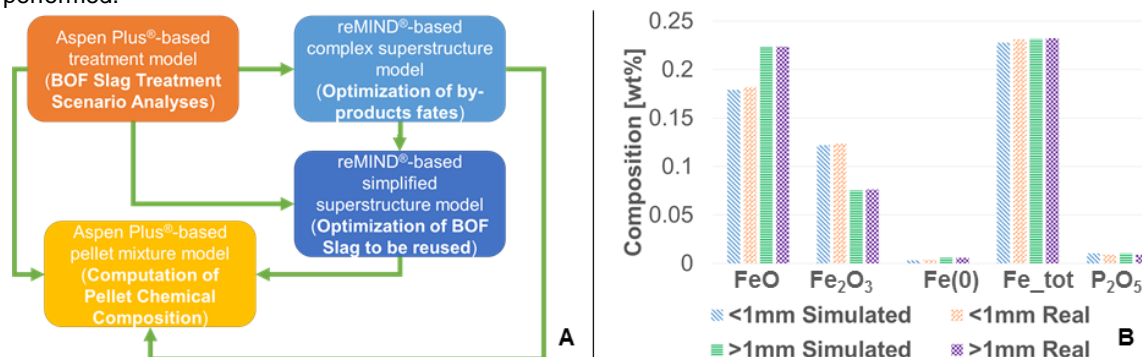 performed.
Aspen Plus®-based
treatment model
(BOF Slag Treatment
Scenario Analyses)
reMIND®-based
complex superstructure
model
(Optimization of by-
products fates)
reMIND®-based
simplified
superstructure model
(Optimization of BOF
Slag to be reused)
Aspen Plus®-based
pellet mixture model
(Computation of
Pellet Chemical
Composition)
A
Composition [wt%]
0.25
0.2
0.15
0.1
0.05
0
FeO Fe₂O₃ Fe(0) Fe_tot P₂O₅
<1mm Simulated <1mm Real
>1mm Simulated >1mm Real
B